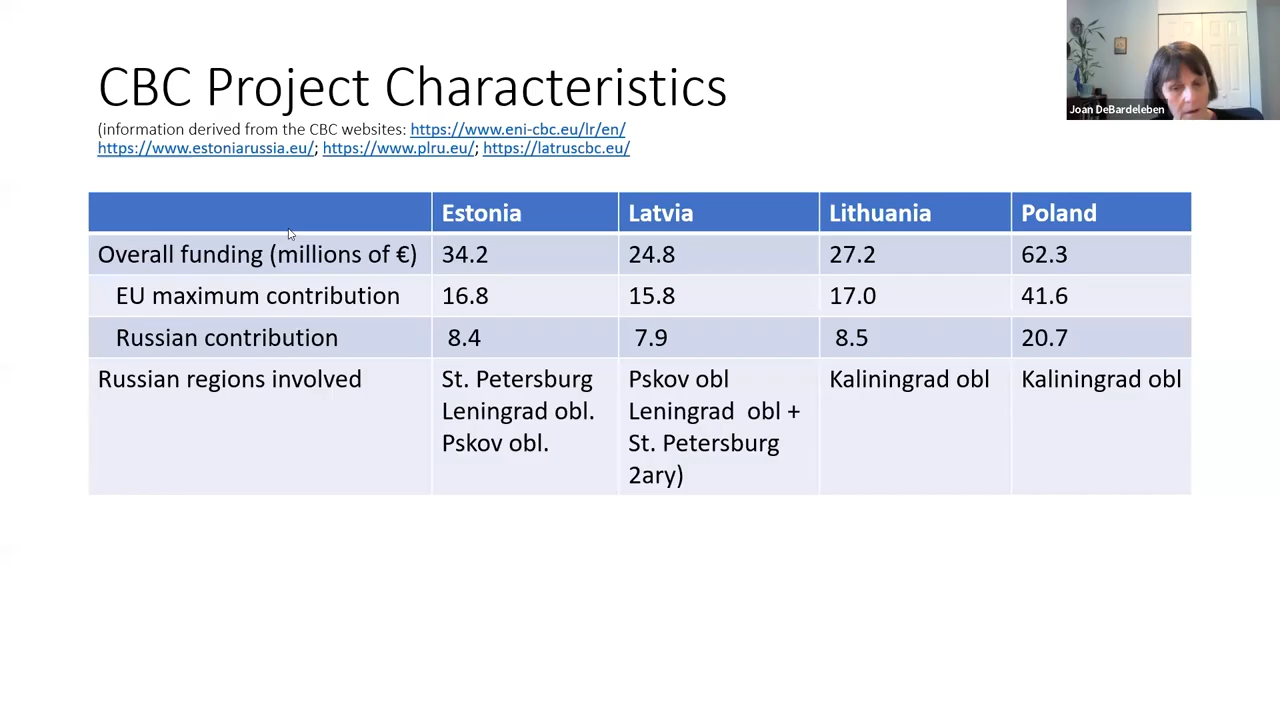 CBC Project Characteristics
(information derived from the CBC websites: https://www.eni-cbc.eu/lr/en/
https://www.estoniarussia.eu/; https://www.plru.eu/; https://latruscbc.eu/
Joan DeBardeleben
Estonia Latvia Lithuania Poland
Overall funding (millions of €) 34.2 24.8 27.2 62.3
EU maximum contribution 16.8 15.8 17.0 41.6
Russian contribution 8.4 7.9 8.5 20.7
Russian regions involved St. Petersburg Pskov obl Kaliningrad obl Kaliningrad obl
Leningrad obl. Leningrad obl +
Pskov obl. St. Petersburg
2ary)